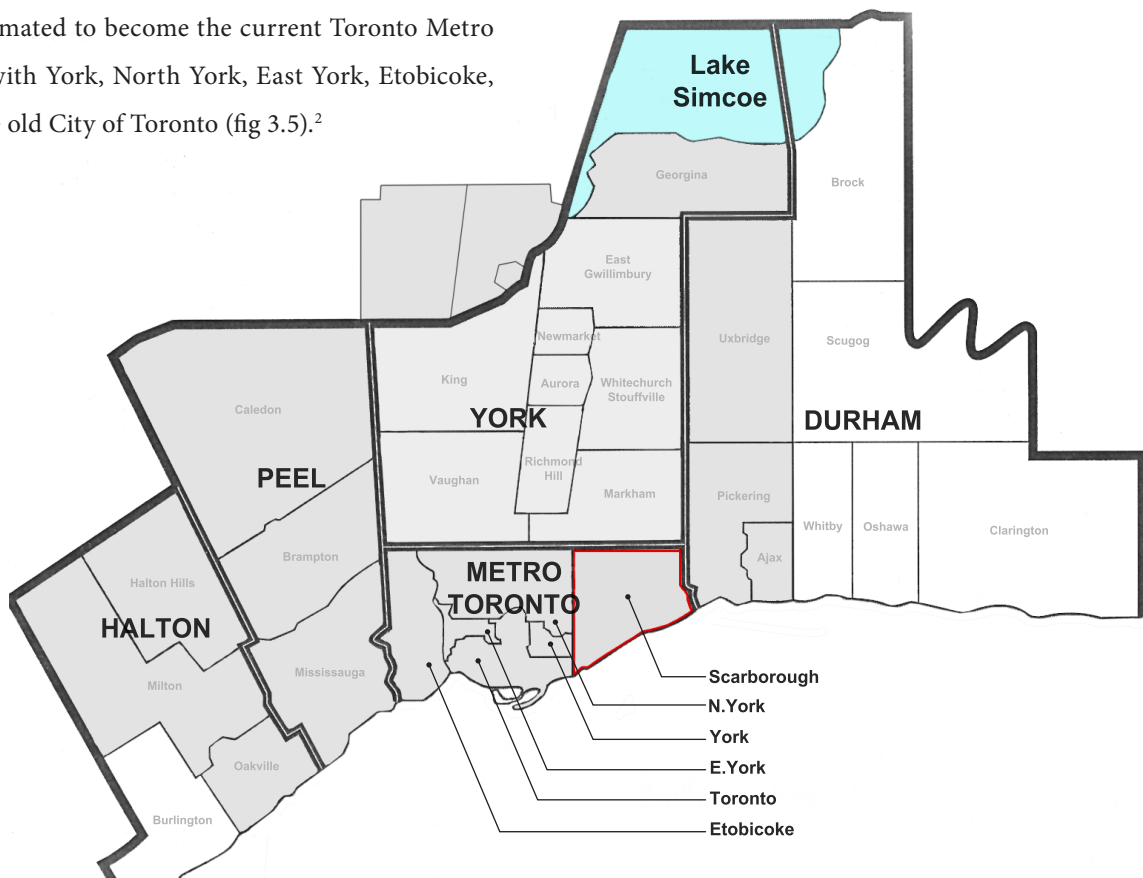 mated to become the current Toronto Metro
with York, North York, East York, Etobicoke,
old City of Toronto (fig 3.5).²
Lake
Simcoe
Georgina
Brock
East
Gwillimbury
Newmarket
Uxbridge
Scugog
King
Aurora
Whitechurch
Stouffville
Caledon
YORK
DURHAM
PEEL
Richmond
Hill
Vaughan
Markham
Pickering
Whitby
Oshawa
Clarington
Brampton
Ajax
Halton Hills
METRO
TORONTO
HALTON
Mississauga
Milton
Scarborough
N.York
York
E.York
Toronto
Etobicoke
Oakville
Burlington